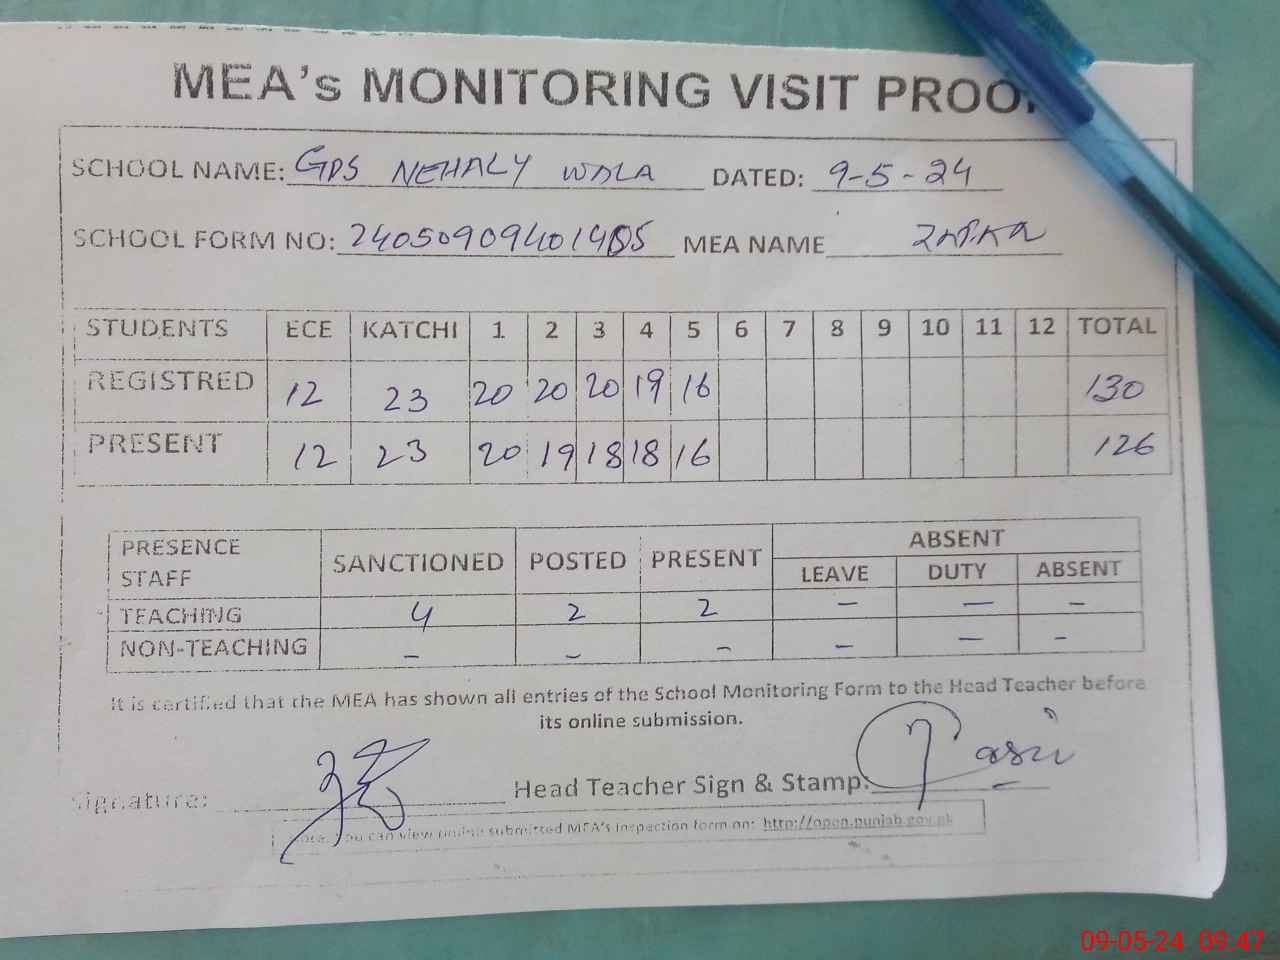 MEA's MONITORING VISIT PROOF
SCHOOL NAME: GPS NEHALY WALA DATED: 9-5-24
SCHOOL FORM NO: MEA NAME
STUDENTS ECE KATCHI 1 2 3 4 5 6 7 8 9 10 11 12 TOTAL
REGISTRED 12 23 20 20 20 19 16 130
PRESENT 12 23 20 19 18 18 16 126
PRESENCE STAFF SANCTIONED POSTED PRESENT ABSENT
LEAVE DUTY ABSENT
TEACHING 4 2 2 - - -
NON-TEACHING - - - - - -
It is certified that the MEA has shown all entries of the School Monitoring Form to the Head Teacher before
its online submission.
Signature: Head Teacher Sign & Stamp:
Note: You can view online submitted MEA's inspection form on: http://open.punjab.gov.pk
09-05-24 09:47